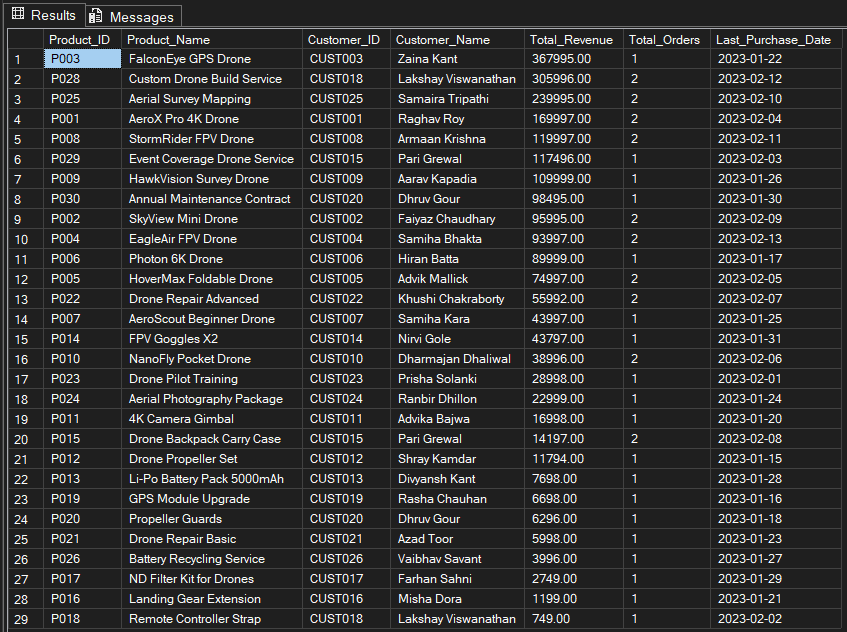 Results Messages
Product_ID Product_Name Customer_ID Customer_Name Total_Revenue Total_Orders Last_Purchase_Date
1 P003 FalconEye GPS Drone CUST003 Zaina Kant 367995.00 1 2023-01-22
2 P028 Custom Drone Build Service CUST18 Lakshay Viswanathan 305996.00 2 2023-02-12
3 P025 Aerial Survey Mapping CUST025 Samaira Tripathi 239995.00 2 2023-02-10
4 P001 AeroX Pro 4K Drone CUST001 Raghav Roy 169997.00 2 2023-02-04
5 P008 StormRider FPV Drone CUST008 Armaan Krishna 119997.00 2 2023-02-11
6 P029 Event Coverage Drone Service CUST015 Pari Grewal 117496.00 1 2023-02-03
7 P009 HawkVision Survey Drone CUST009 Aarav Kapadia 109999.00 1 2023-01-26
8 P030 Annual Maintenance Contract CUST020 Dhruv Gour 98495.00 1 2023-01-30
9 P002 SkyView Mini Drone CUST002 Faiyaz Chaudhary 95995.00 2 2023-02-09
10 P004 EagleAir FPV Drone CUST004 Samiha Bhakta 93997.00 2 2023-02-13
11 P006 Photon 6K Drone CUST006 Hiran Batta 89999.00 1 2023-01-17
12 P005 HoverMax Foldable Drone CUST005 Advik Mallick 74997.00 2 2023-02-05
13 P022 Drone Repair Advanced CUST022 Khushi Chakraborty 55992.00 2 2023-02-07
14 P007 AeroScout Beginner Drone CUST007 Samiha Kara 43997.00 1 2023-01-25
15 P014 FPV Goggles X2 CUST014 Nirvi Gole 43797.00 1 2023-01-31
16 P010 NanoFly Pocket Drone CUST010 Dharmajan Dhaliwal 38996.00 2 2023-02-06
17 P023 Drone Pilot Training CUST023 Prisha Solanki 28998.00 1 2023-02-01
18 P024 Aerial Photography Package CUST024 Ranbir Dhillon 22999.00 1 2023-01-24
19 P011 4K Camera Gimbal CUST011 Advika Bajwa 16998.00 1 2023-01-20
20 P015 Drone Backpack Carry Case CUST015 Pari Grewal 14197.00 2 2023-02-08
21 P012 Drone Propeller Set CUST012 Shray Kamdar 11794.00 1 2023-01-15
22 P013 Li-Po Battery Pack 5000mAh CUST013 Divyansh Kant 7698.00 1 2023-01-28
23 P019 GPS Module Upgrade CUST019 Rasha Chauhan 6698.00 1 2023-01-16
24 P020 Propeller Guards CUST020 Dhruv Gour 6296.00 1 2023-01-18
25 P021 Drone Repair Basic CUST021 Azad Toor 5998.00 1 2023-01-23
26 P026 Battery Recycling Service CUST026 Vaibhav Savant 3996.00 1 2023-01-27
27 P017 ND Filter Kit for Drones CUST017 Farhan Sahni 2749.00 1 2023-01-29
28 P016 Landing Gear Extension CUST016 Misha Dora 1199.00 1 2023-01-21
29 P018 Remote Controller Strap CUST018 Lakshay Viswanathan 749.00 1 2023-02-02